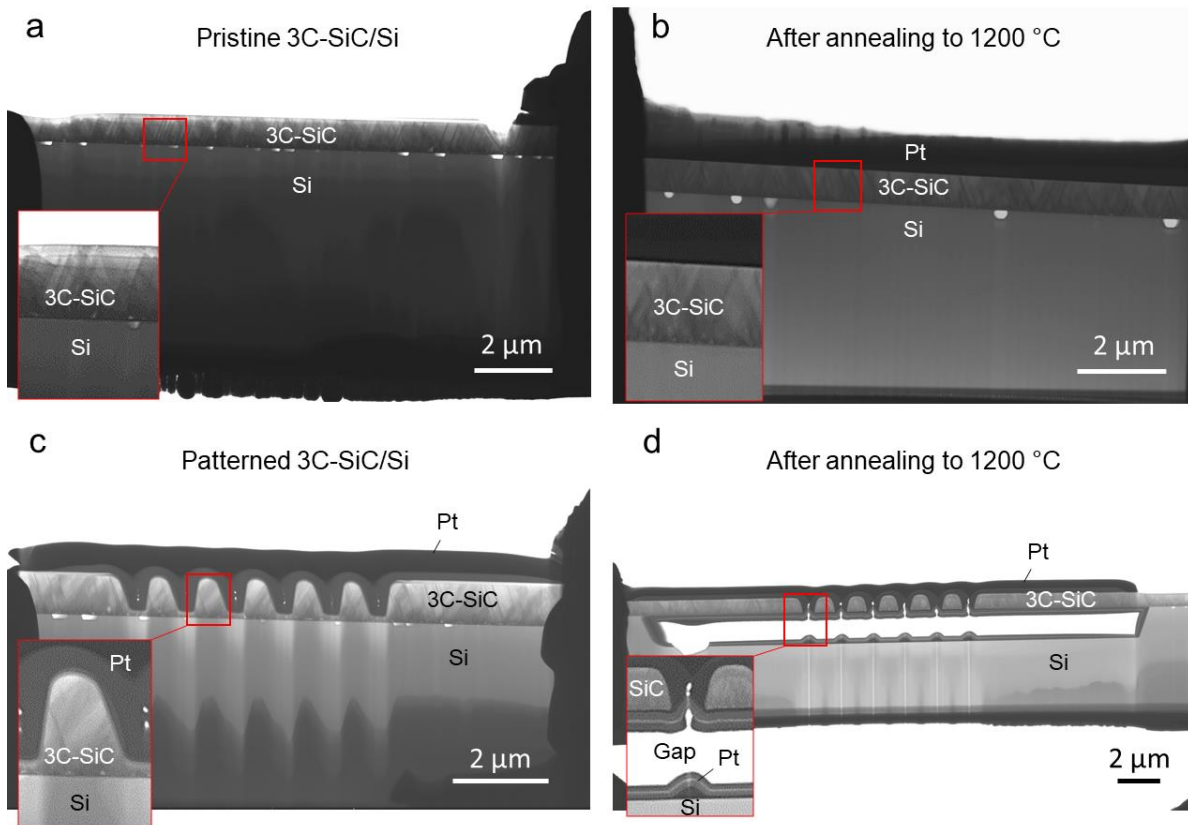 a
Pristine 3C-SiC/Si
3C-SiC
Si
3C-SiC
Si
2 μm
b
After annealing to 1200 °C
Pt
3C-SiC
Si
3C-SiC
Si
2 μm
c
Patterned 3C-SiC/Si
Pt
3C-SiC
Si
Pt
3C-SiC
Si
2 μm
d
After annealing to 1200 °C
Pt
3C-SiC
Si
SiC
Gap
Pt
Si
2 μm